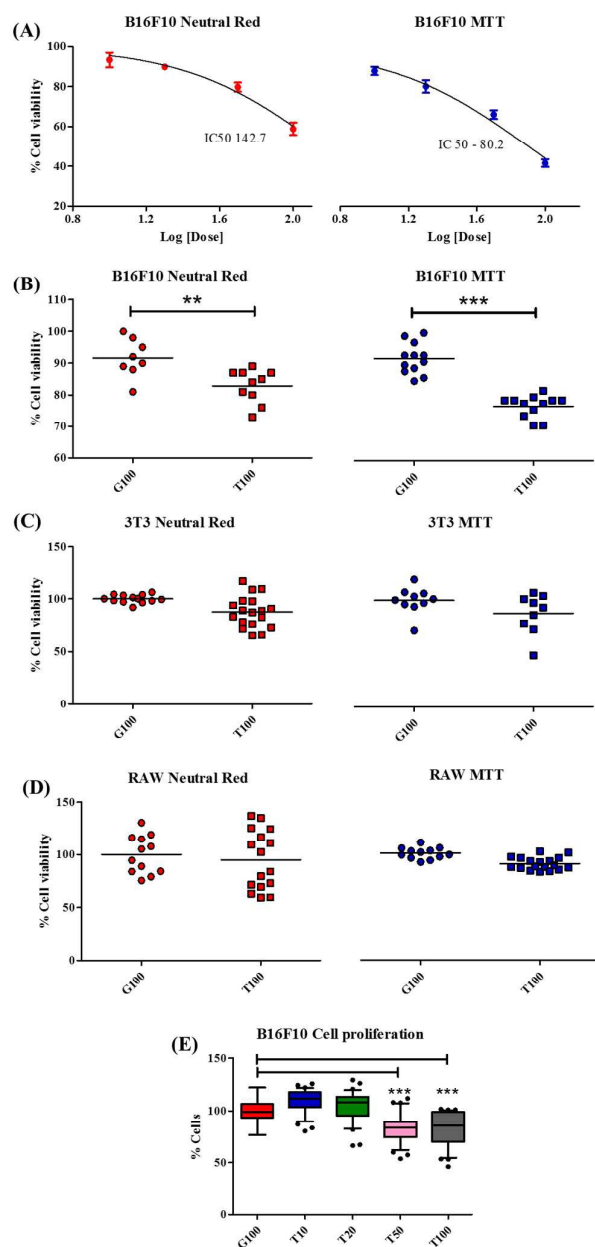 (A)
B16F10 Neutral Red
B16F10 MTT
% Cell viability
100
80
60
40
20
IC50 142.7
IC 50 - 80.2
0.8 1.2 1.6 2.0
0.8 1.2 1.6 2.0
Log [Dose]
Log [Dose]
(B)
B16F10 Neutral Red
B16F10 MTT
**
***
% Cell viability
110
100
90
80
70
60
G100
T100
G100
T100
(C)
3T3 Neutral Red
3T3 MTT
% Cell viability
150
100
50
0
G100
T100
G100
T100
(D)
RAW Neutral Red
RAW MTT
% Cell viability
150
100
50
0
G100
T100
G100
T100
(E)
B16F10 Cell proliferation
% Cells
150
100
50
0
***
***
G100
T10
T20
T50
T100